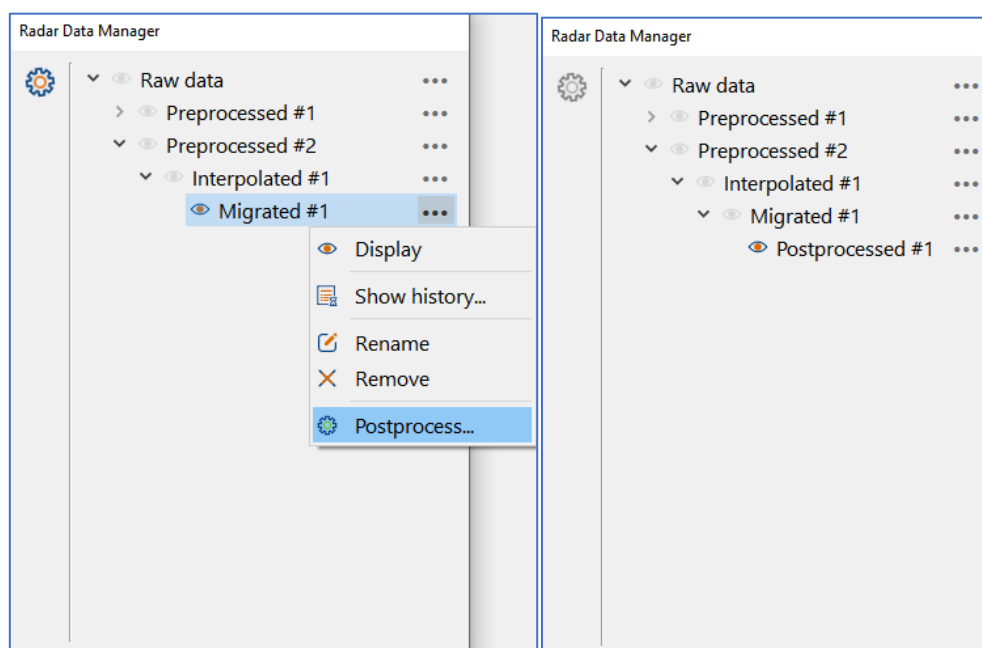 Radar Data Manager
Raw data
Preprocessed #1
Preprocessed #2
Interpolated #1
Migrated #1
Display
Show history...
Rename
Remove
Postprocess...
Radar Data Manager
Raw data
Preprocessed #1
Preprocessed #2
Interpolated #1
Migrated #1
Postprocessed #1